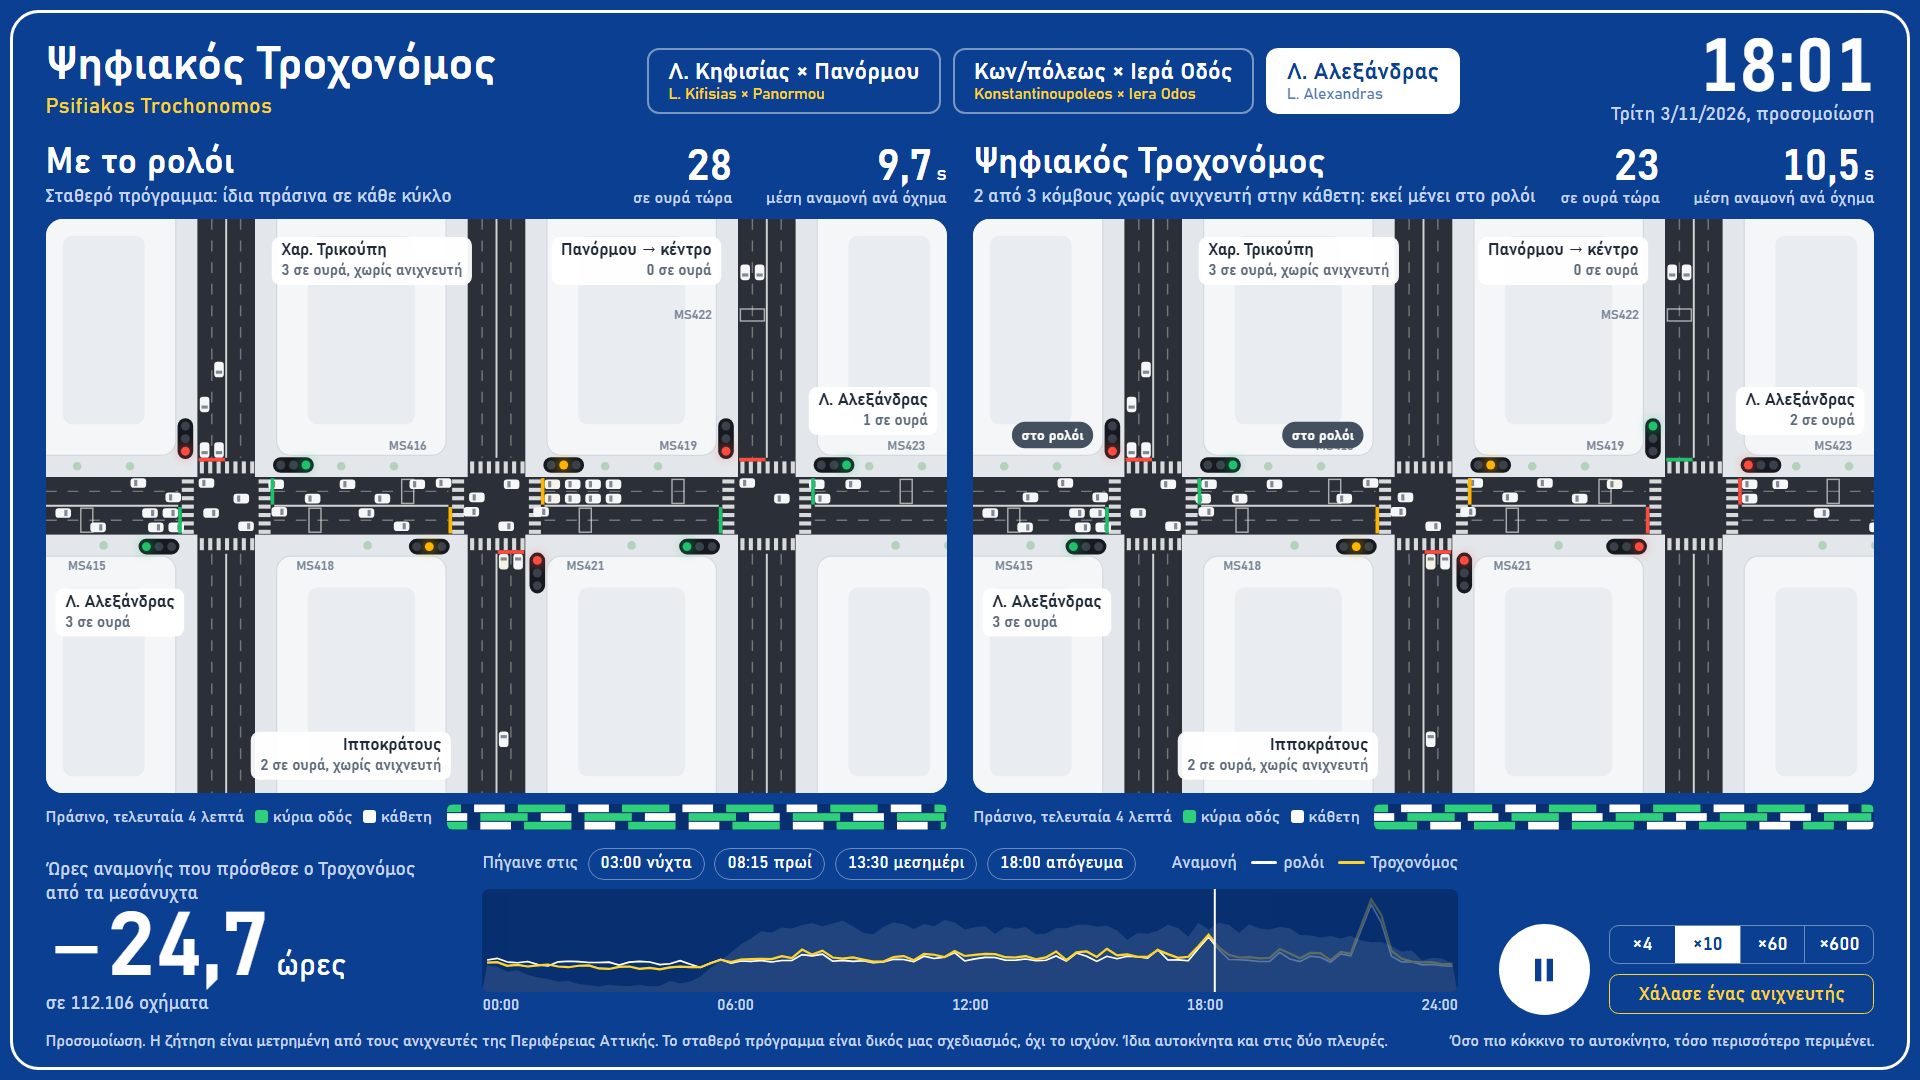 Ψηφιακός Τροχονόμος
Psifiakos Trochonomos
Λ. Κηφισίας × Πανόρμου
L. Kifisias × Panormou
Κων/πόλεως × Ιερά Οδός
Konstantinoupoleos × Iera Odos
Λ. Αλεξάνδρας
L. Alexandras
18:01
Τρίτη 3/11/2026, προσομοίωση
Με το ρολόι
Σταθερό πρόγραμμα: ίδια πράσινα σε κάθε κύκλο
28
σε ουρά τώρα
9,7 s
μέση αναμονή ανά όχημα
Ψηφιακός Τροχονόμος
2 από 3 κόμβους χωρίς ανιχνευτή στην κάθετη: εκεί μένει στο ρολόι
23
σε ουρά τώρα
10,5 s
μέση αναμονή ανά όχημα
Χαρ. Τρικούπη
3 σε ουρά, χωρίς ανιχνευτή
Πανόρμου → κέντρο
0 σε ουρά
MS422
Λ. Αλεξάνδρας
1 σε ουρά
MS416
MS419
MS423
MS415
MS418
MS421
Λ. Αλεξάνδρας
3 σε ουρά
Ιπποκράτους
2 σε ουρά, χωρίς ανιχνευτή
Χαρ. Τρικούπη
3 σε ουρά, χωρίς ανιχνευτή
Πανόρμου → κέντρο
0 σε ουρά
MS422
Λ. Αλεξάνδρας
2 σε ουρά
στο ρολόι
στο ρολόι
MS419
MS423
MS415
MS418
MS421
Λ. Αλεξάνδρας
3 σε ουρά
Ιπποκράτους
2 σε ουρά, χωρίς ανιχνευτή
Πράσινο, τελευταία 4 λεπτά κύρια οδός κάθετη
Πράσινο, τελευταία 4 λεπτά κύρια οδός κάθετη
Ώρες αναμονής που πρόσθεσε ο Τροχονόμος
από τα μεσάνυχτα
−24,7 ώρες
σε 112.106 οχήματα
Πήγαινε στις 03:00 νύχτα 08:15 πρωί 13:30 μεσημέρι 18:00 απόγευμα
Αναμονή ρολόι Τροχονόμος
00:00 06:00 12:00 18:00 24:00
×4 ×10 ×60 ×600
Χάλασε ένας ανιχνευτής
Προσομοίωση. Η ζήτηση είναι μετρημένη από τους ανιχνευτές της Περιφέρειας Αττικής. Το σταθερό πρόγραμμα είναι δικός μας σχεδιασμός, όχι το ισχύον. Ίδια αυτοκίνητα και στις δύο πλευρές.
Όσο πιο κόκκινο το αυτοκίνητο, τόσο περισσότερο περιμένει.